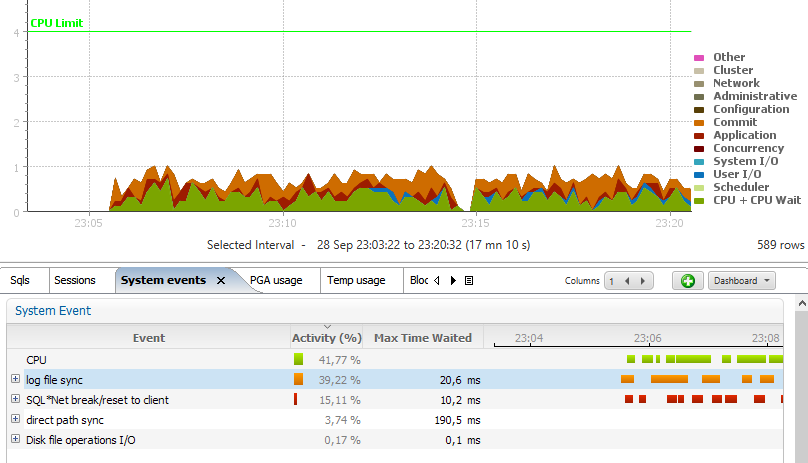 4
CPU Limit
3
2
1
0
23:05
23:10
23:15
23:20
Other
Cluster
Network
Administrative
Configuration
Commit
Application
Concurrency
System I/O
User I/O
Scheduler
CPU + CPU Wait
Selected Interval - 28 Sep 23:03:22 to 23:20:32 (17 mn 10 s)
589 rows
Sqls Sessions System events PGA usage Temp usage Bloc
Columns 1 Dashboard
System Event
Event Activity (%) Max Time Waited 23:04 23:06 23:08
CPU 41,77 %
log file sync 39,22 % 20,6 ms
SQL*Net break/reset to client 15,11 % 10,2 ms
direct path sync 3,74 % 190,5 ms
Disk file operations I/O 0,17 % 0,1 ms